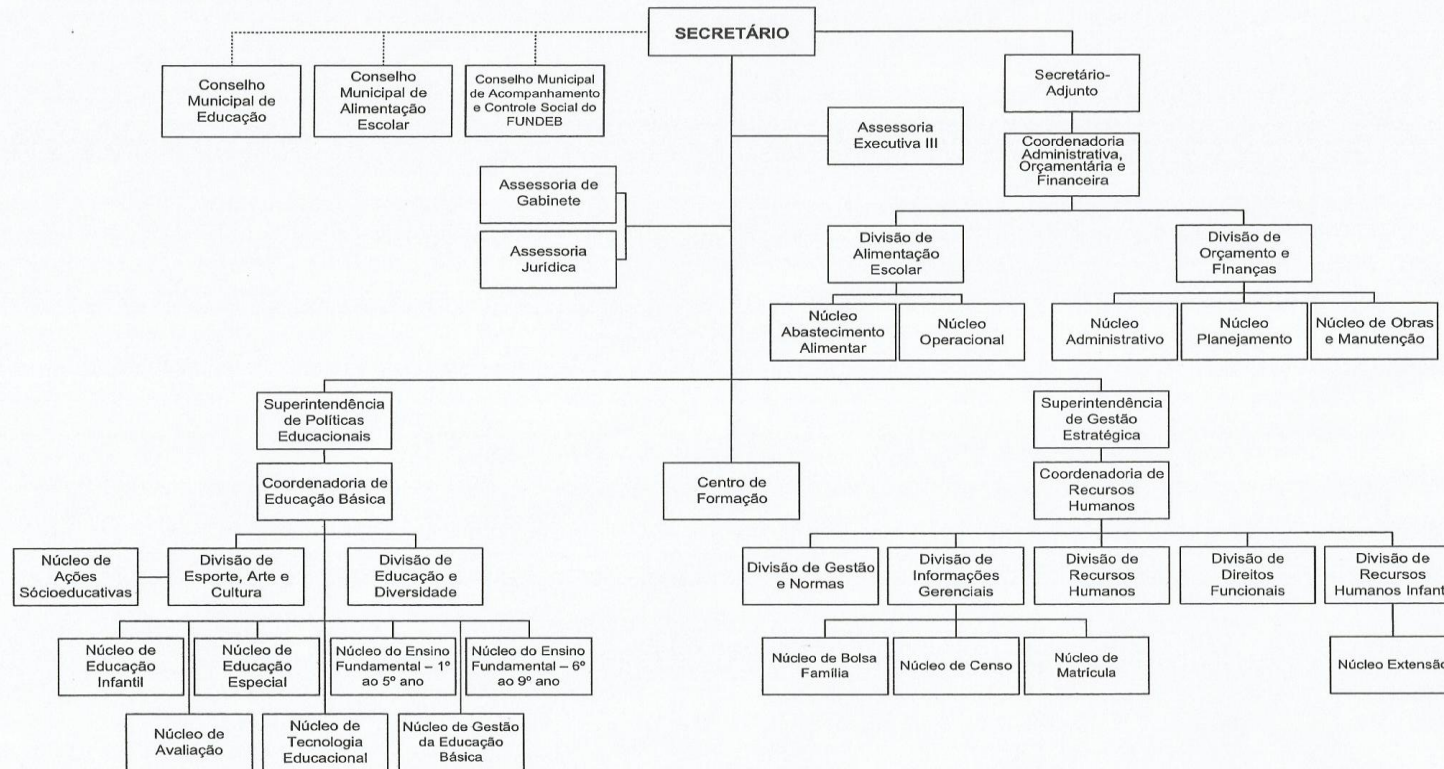 SECRETÁRIO
Conselho
Municipal de
Educação
Conselho
Municipal de
Alimentação
Escolar
Conselho Municipal
de Acompanhamento
e Controle Social do
FUNDEB
Secretário-
Adjunto
Assessoria
Executiva III
Coordenadoria
Administrativa,
Orçamentária e
Financeira
Assessoria de
Gabinete
Assessoria
Jurídica
Divisão de
Alimentação
Escolar
Divisão de
Orçamento e
FInanças
Núcleo
Abastecimento
Alimentar
Núcleo
Operacional
Núcleo
Administrativo
Núcleo
Planejamento
Núcleo de Obras
e Manutenção
Superintendência
de Políticas
Educacionais
Superintendência
de Gestão
Estratégica
Coordenadoria de
Educação Básica
Centro de
Formação
Coordenadoria de
Recursos
Humanos
Núcleo de
Ações
Sócioeducativas
Divisão de
Esporte, Arte e
Cultura
Divisão de
Educação e
Diversidade
Divisão de Gestão
e Normas
Divisão de
Informações
Gerenciais
Divisão de
Recursos
Humanos
Divisão de
Direitos
Funcionais
Divisão de
Recursos
Humanos Infant
Núcleo de
Educação
Infantil
Núcleo de
Educação
Especial
Núcleo do Ensino
Fundamental – 1º
ao 5º ano
Núcleo do Ensino
Fundamental – 6º
ao 9º ano
Núcleo de Bolsa
Família
Núcleo de Censo
Núcleo de
Matrícula
Núcleo Extensão
Núcleo de
Avaliação
Núcleo de
Tecnologia
Educacional
Núcleo de Gestão
da Educação
Básica